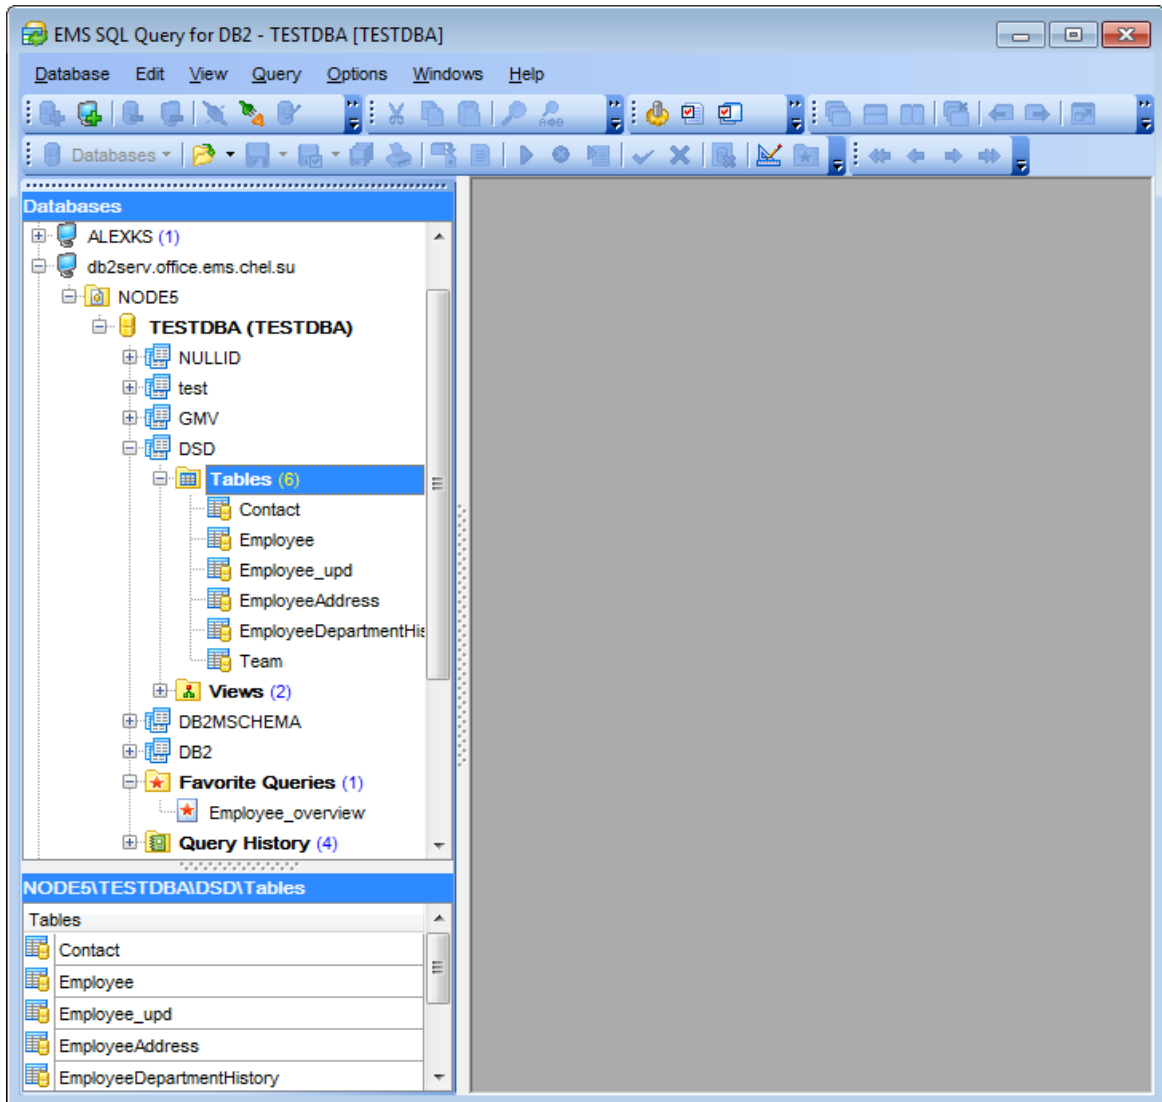 EMS SQL Query for DB2 - TESTDBA [TESTDBA]
Database Edit View Query Options Windows Help
Databases
Databases
ALEXKS (1)
db2serv.office.ems.chel.su
NODE5
TESTDBA (TESTDBA)
NULLID
test
GMV
DSD
Tables (6)
Contact
Employee
Employee_upd
EmployeeAddress
EmployeeDepartmentHis
Team
Views (2)
DB2MSCHEMA
DB2
Favorite Queries (1)
Employee_overview
Query History (4)
NODE5\TESTDBA\DSD\Tables
Tables
Contact
Employee
Employee_upd
EmployeeAddress
EmployeeDepartmentHistory